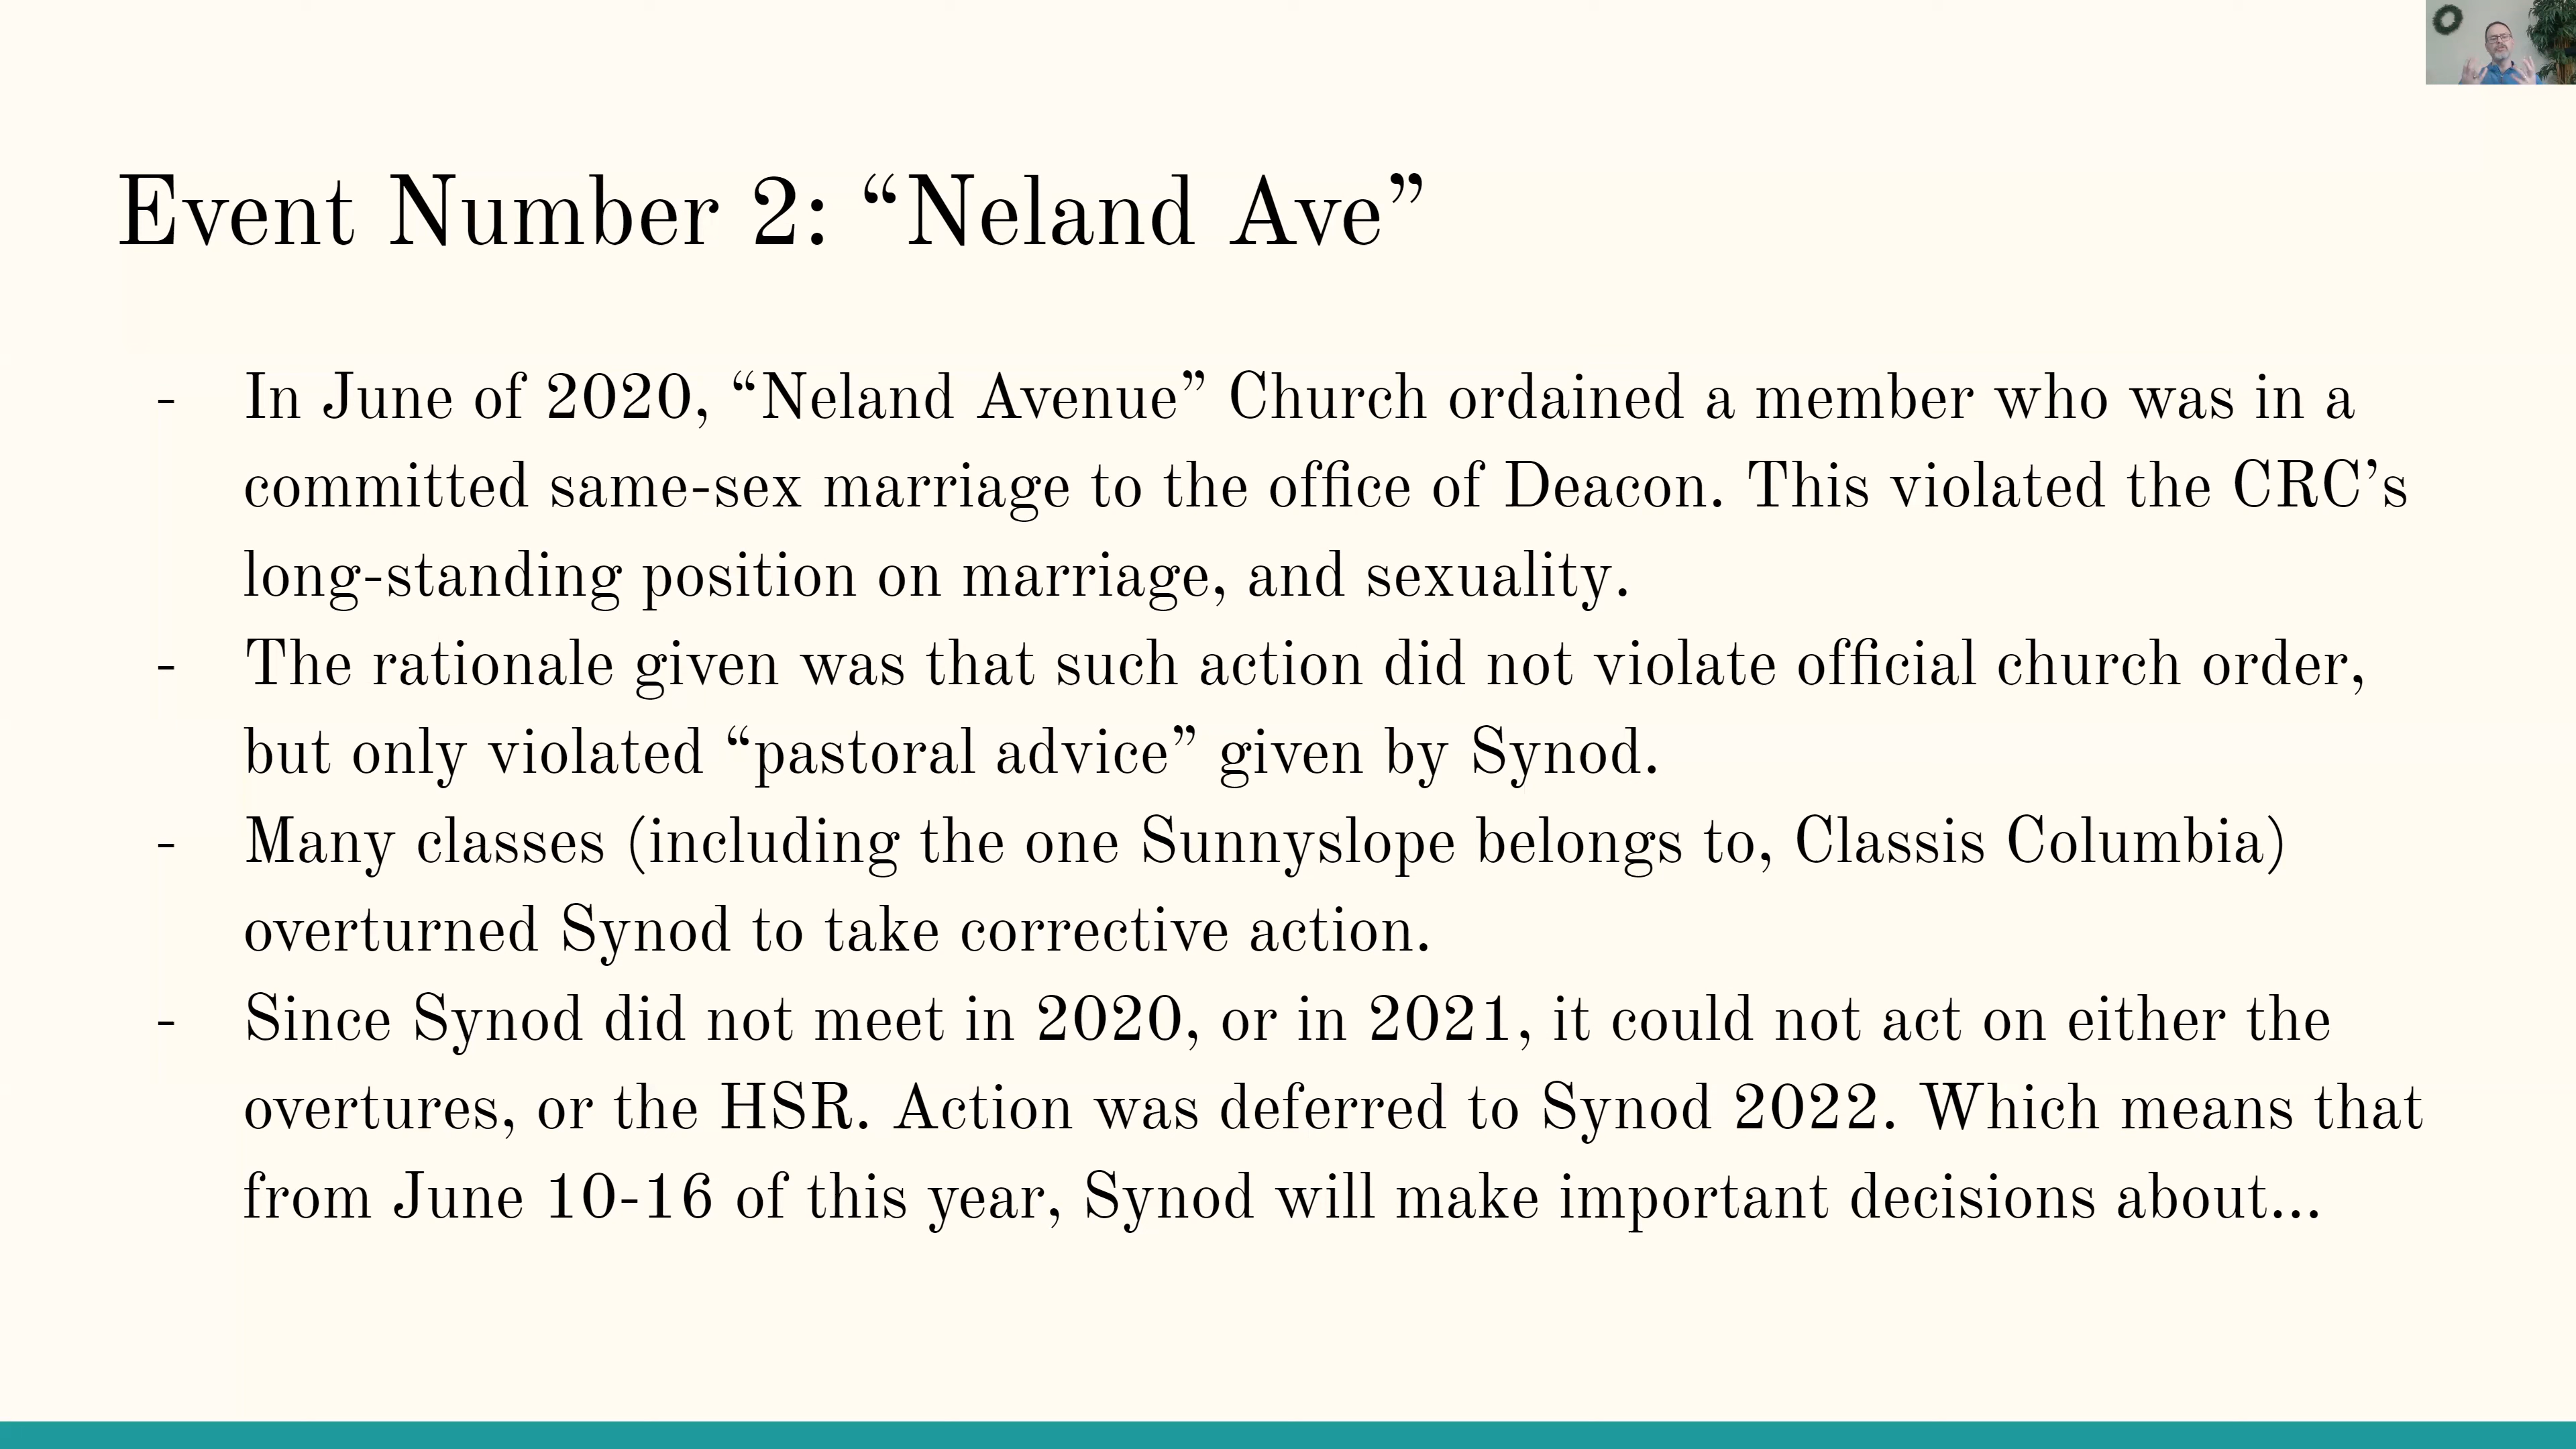 Event Number 2: “Neland Ave”
- In June of 2020, “Neland Avenue” Church ordained a member who was in a
committed same-sex marriage to the office of Deacon. This violated the CRC’s
long-standing position on marriage, and sexuality.
- The rationale given was that such action did not violate official church order,
but only violated “pastoral advice” given by Synod.
- Many classes (including the one Sunnyslope belongs to, Classis Columbia)
overturned Synod to take corrective action.
- Since Synod did not meet in 2020, or in 2021, it could not act on either the
overtures, or the HSR. Action was deferred to Synod 2022. Which means that
from June 10-16 of this year, Synod will make important decisions about...